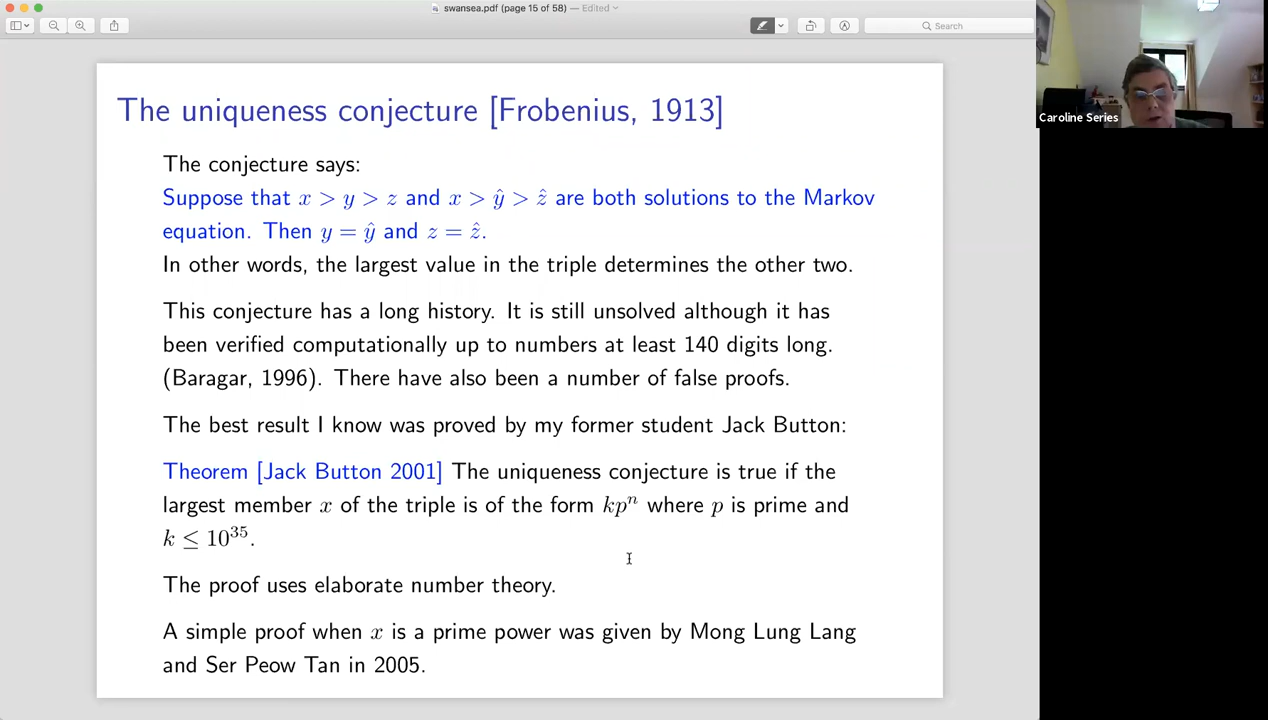 swansea.pdf (page 15 of 58) — Edited
Search
Caroline Series
The uniqueness conjecture [Frobenius, 1913]
The conjecture says:
Suppose that x > y > z and x > ŷ > ẑ are both solutions to the Markov
equation. Then y = ŷ and z = ẑ.
In other words, the largest value in the triple determines the other two.
This conjecture has a long history. It is still unsolved although it has
been verified computationally up to numbers at least 140 digits long.
(Baragar, 1996). There have also been a number of false proofs.
The best result I know was proved by my former student Jack Button:
Theorem [Jack Button 2001] The uniqueness conjecture is true if the
largest member x of the triple is of the form kpⁿ where p is prime and
k ≤ 10³⁵.
The proof uses elaborate number theory.
A simple proof when x is a prime power was given by Mong Lung Lang
and Ser Peow Tan in 2005.